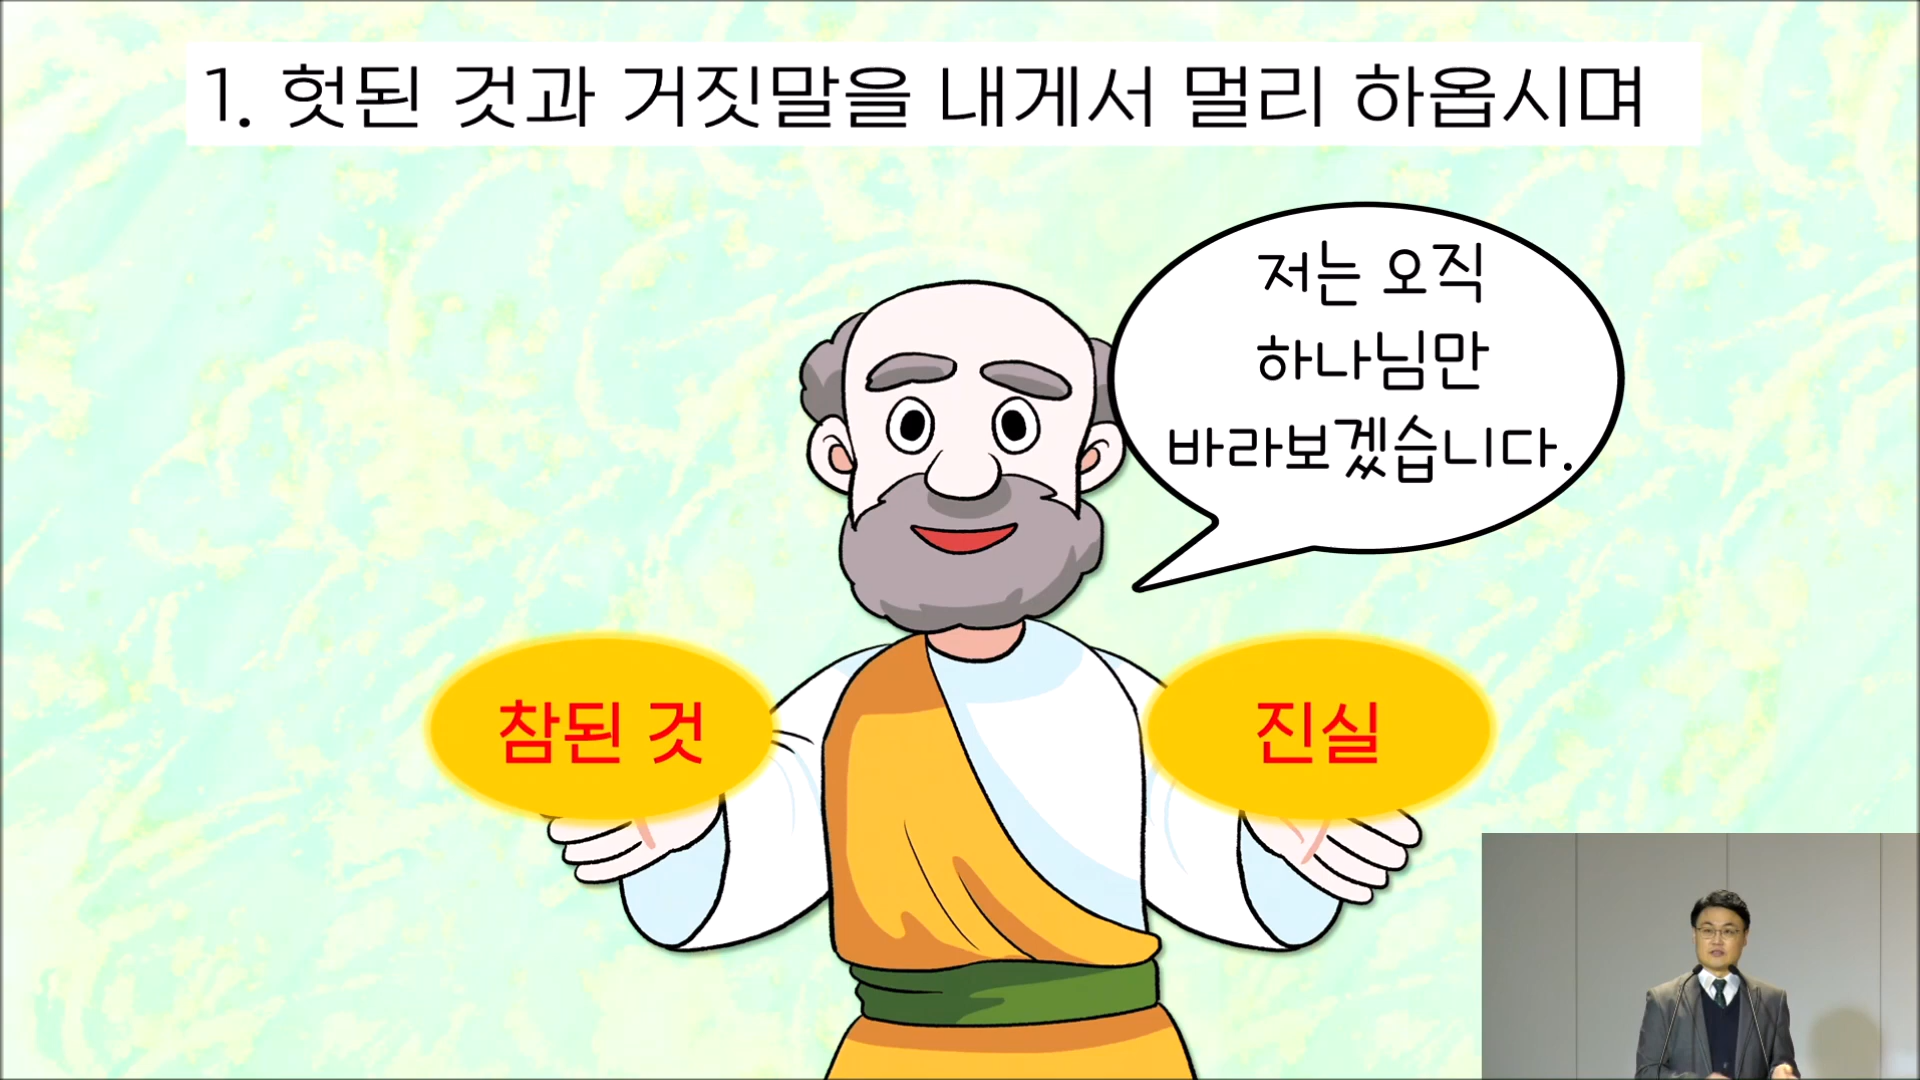 1. 헛된 것과 거짓말을 내게서 멀리 하옵시며
저는 오직
하나님만
바라보겠습니다.
참된 것
진실